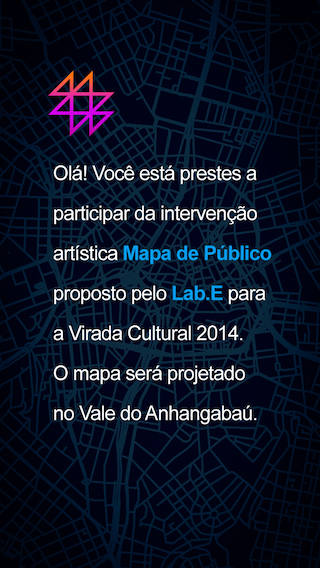 Olá! Você está prestes a
participar da intervenção
artística Mapa de Público
proposto pelo Lab.E para
a Virada Cultural 2014.
O mapa será projetado
no Vale do Anhangabaú.